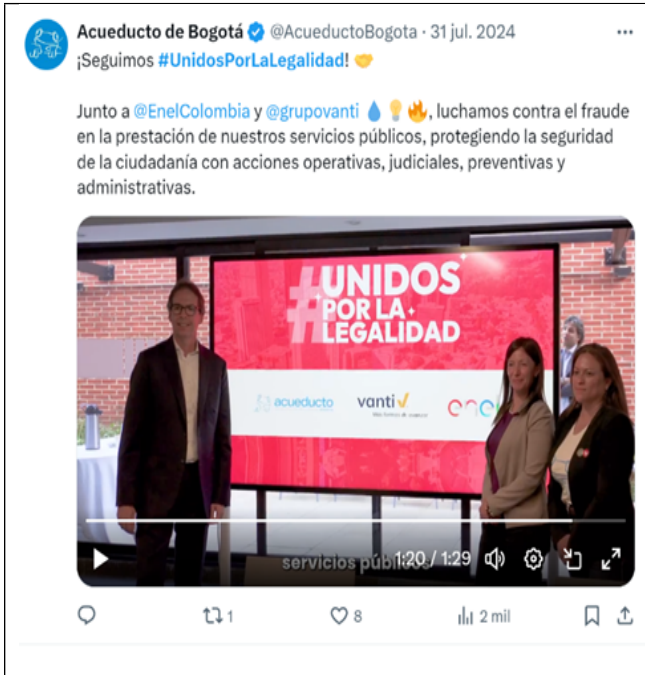 Acueducto de Bogotá @AcueductoBogota · 31 jul. 2024
¡Seguimos #UnidosPorLaLegalidad! 🤝
Junto a @EnelColombia y @grupovanti 💧💡🔥, luchamos contra el fraude
en la prestación de nuestros servicios públicos, protegiendo la seguridad
de la ciudadanía con acciones operativas, judiciales, preventivas y
administrativas.
#UNIDOS
POR LA
LEGALIDAD
acueducto vanti enel
servicios públicos
1:20 / 1:29
1 8 2 mil